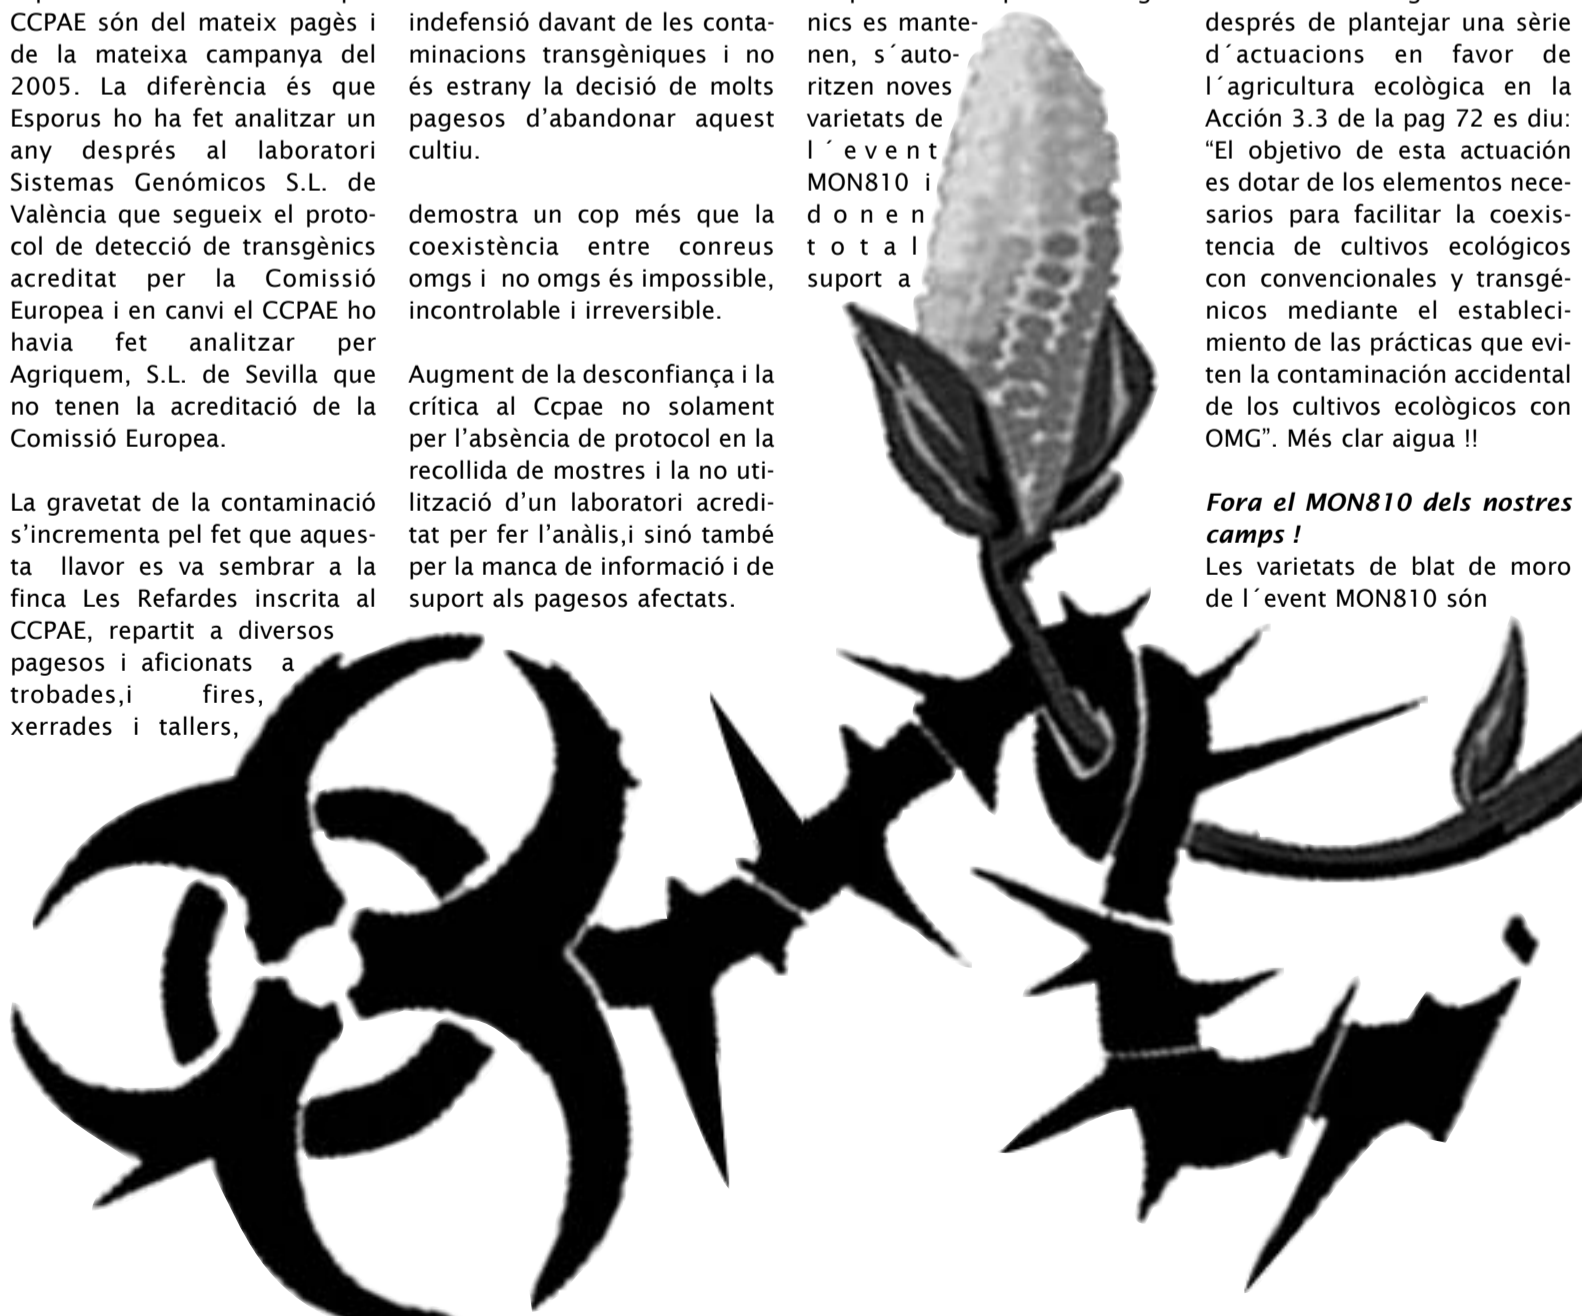 CCPAE són del mateix pagès i
de la mateixa campanya del
2005. La diferència és que
Esporus ho ha fet analitzar un
any després al laboratori
Sistemas Genómicos S.L. de
València que segueix el proto-
col de detecció de transgènics
acreditat per la Comissió
Europea i en canvi el CCPAE ho
havia fet analitzar per
Agriquem, S.L. de Sevilla que
no tenen la acreditació de la
Comissió Europea.
La gravetat de la contaminació
s’incrementa pel fet que aques-
ta llavor es va sembrar a la
finca Les Refardes inscrita al
CCPAE, repartit a diversos
pagesos i aficionats a
trobades,i fires,
xerrades i tallers,
indefensió davant de les conta-
minacions transgèniques i no
és estrany la decisió de molts
pagesos d’abandonar aquest
cultiu.
demostra un cop més que la
coexistència entre conreus
omgs i no omgs és impossible,
incontrolable i irreversible.
Augment de la desconfiança i la
crítica al Ccpae no solament
per l’absència de protocol en la
recollida de mostres i la no uti-
lització d’un laboratori acredi-
tat per fer l’anàlis,i sinó també
per la manca de informació i de
suport als pagesos afectats.
nics es mante-
nen, s´auto-
ritzen noves
varietats de
l´event
MON810 i
donen
total
suport a
després de plantejar una sèrie
d´actuacions en favor de
l´agricultura ecològica en la
Acción 3.3 de la pag 72 es diu:
“El objetivo de esta actuación
es dotar de los elementos nece-
sarios para facilitar la coexis-
tencia de cultivos ecológicos
con convencionales y transgé-
nicos mediante el estableci-
miento de las prácticas que evi-
ten la contaminación accidental
de los cultivos ecològicos con
OMG”. Més clar aigua !!
Fora el MON810 dels nostres
camps !
Les varietats de blat de moro
de l´event MON810 són